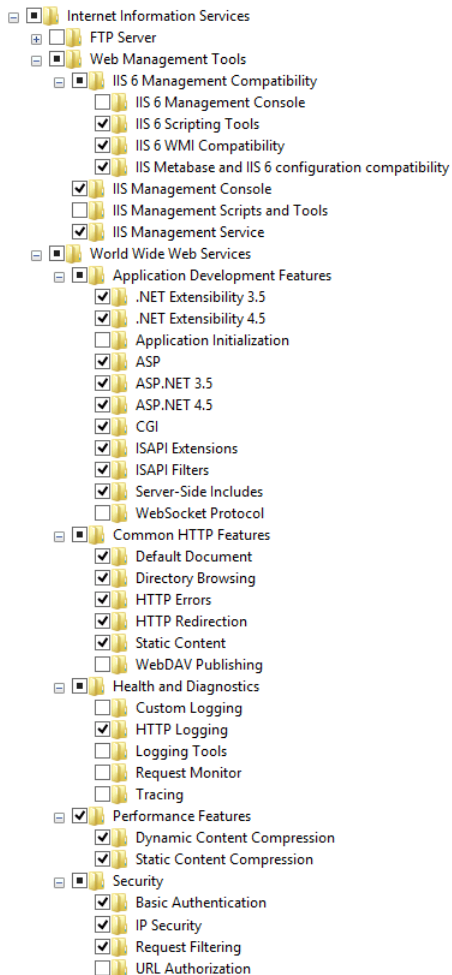 Internet Information Services
FTP Server
Web Management Tools
IIS 6 Management Compatibility
IIS 6 Management Console
IIS 6 Scripting Tools
IIS 6 WMI Compatibility
IIS Metabase and IIS 6 configuration compatibility
IIS Management Console
IIS Management Scripts and Tools
IIS Management Service
World Wide Web Services
Application Development Features
.NET Extensibility 3.5
.NET Extensibility 4.5
Application Initialization
ASP
ASP.NET 3.5
ASP.NET 4.5
CGI
ISAPI Extensions
ISAPI Filters
Server-Side Includes
WebSocket Protocol
Common HTTP Features
Default Document
Directory Browsing
HTTP Errors
HTTP Redirection
Static Content
WebDAV Publishing
Health and Diagnostics
Custom Logging
HTTP Logging
Logging Tools
Request Monitor
Tracing
Performance Features
Dynamic Content Compression
Static Content Compression
Security
Basic Authentication
IP Security
Request Filtering
URL Authorization